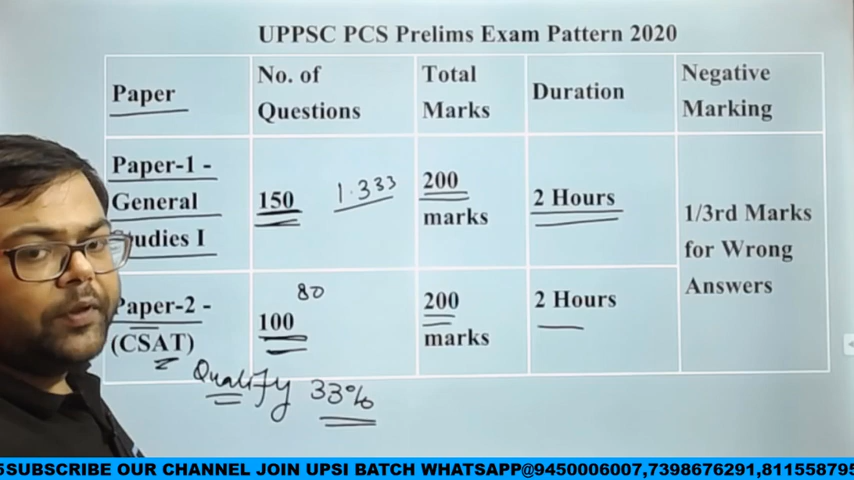 UPPSC PCS Prelims Exam Pattern 2020
Paper
No. of
Questions
Total
Marks
Duration
Negative
Marking
Paper-1 -
General
Studies I
150
1.333
200
marks
2 Hours
1/3rd Marks
for Wrong
Answers
Paper-2 -
(CSAT)
80
100
200
marks
2 Hours
Qualify 33%
SSUBSCRIBE OUR CHANNEL JOIN UPSI BATCH WHATSAPP@9450006007,7398676291,811558795